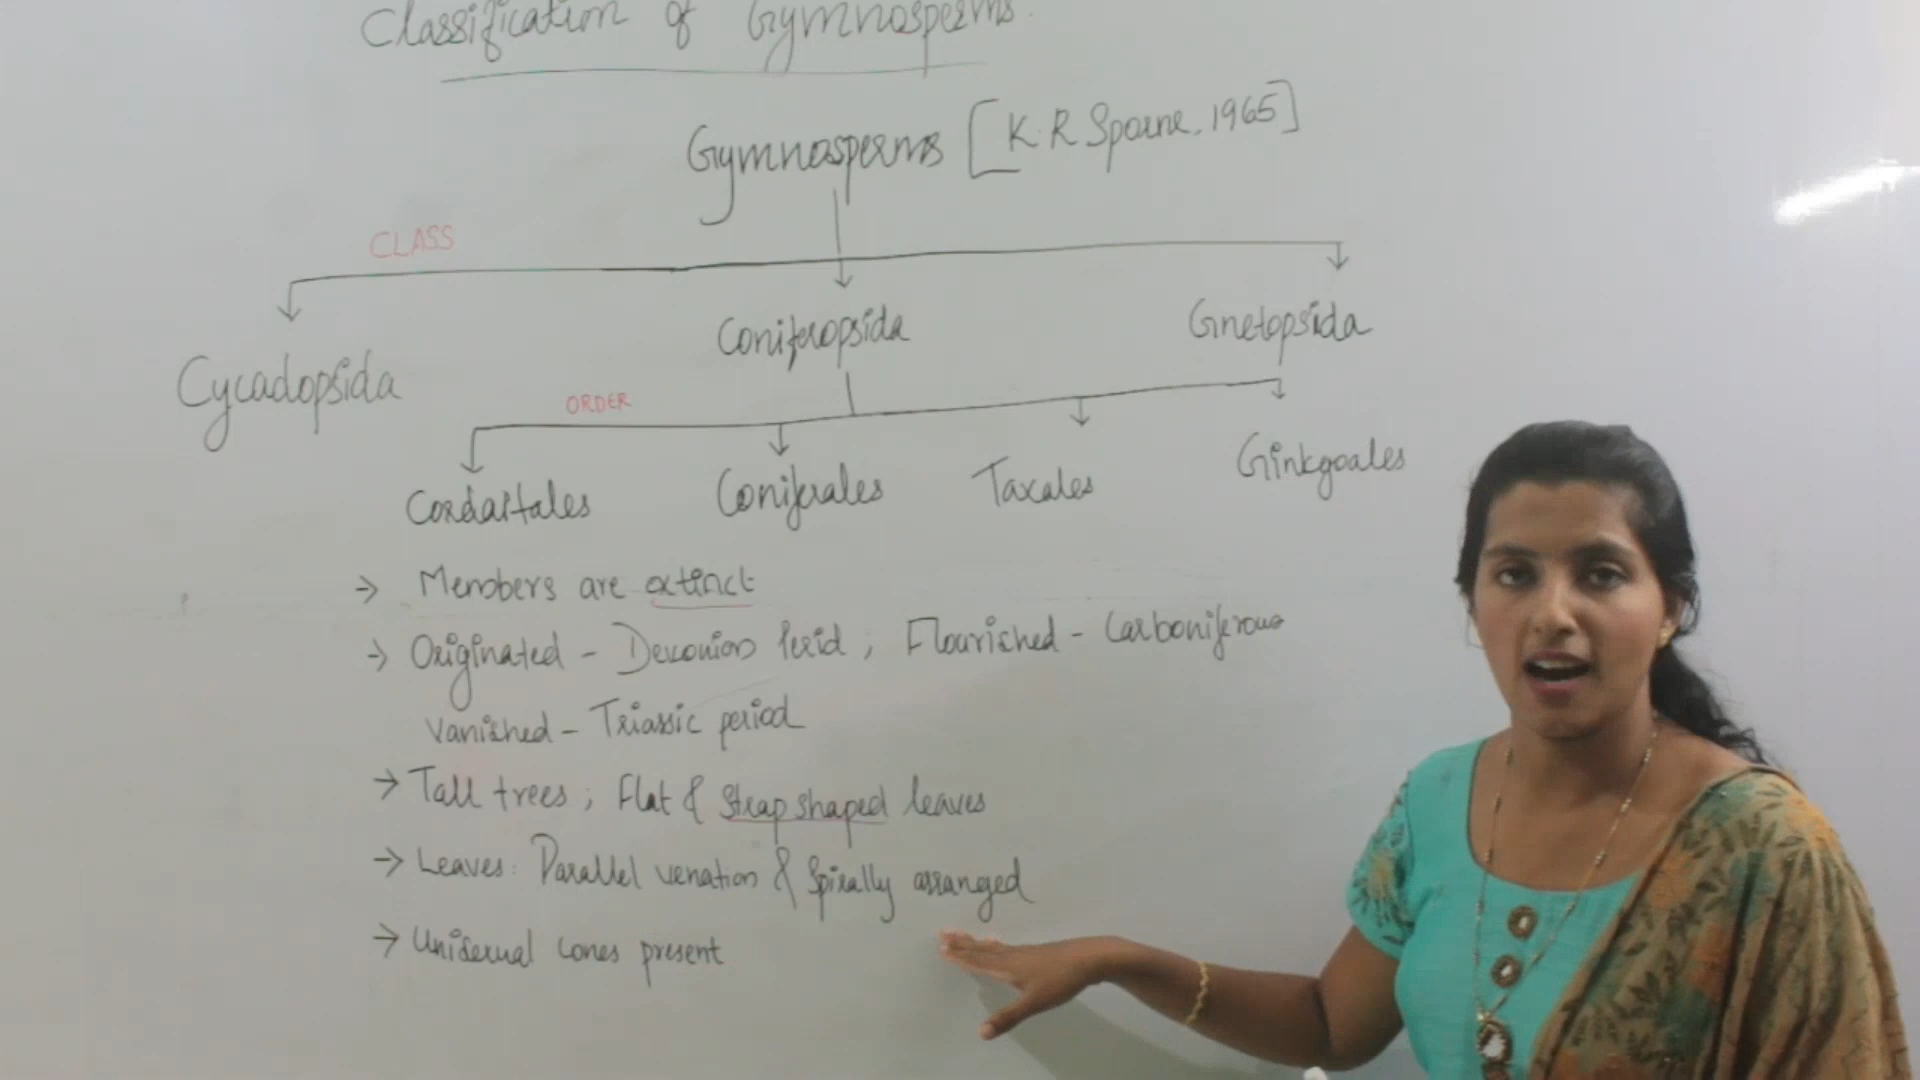 Classification of Gymnosperms.
Gymnosperms [K.R Sporne, 1965]
CLASS
Cycadopsida Coniferopsida Gnetopsida
ORDER
Cordaitales Coniferales Taxales Ginkgoales
→ Members are extinct
→ Originated - Devonian Period ; Flourished - Carboniferous
Vanished - Triassic period
→ Tall trees ; Flat & Strap shaped leaves
→ Leaves : Parallel venation & Spirally arranged
→ Unisexual cones present